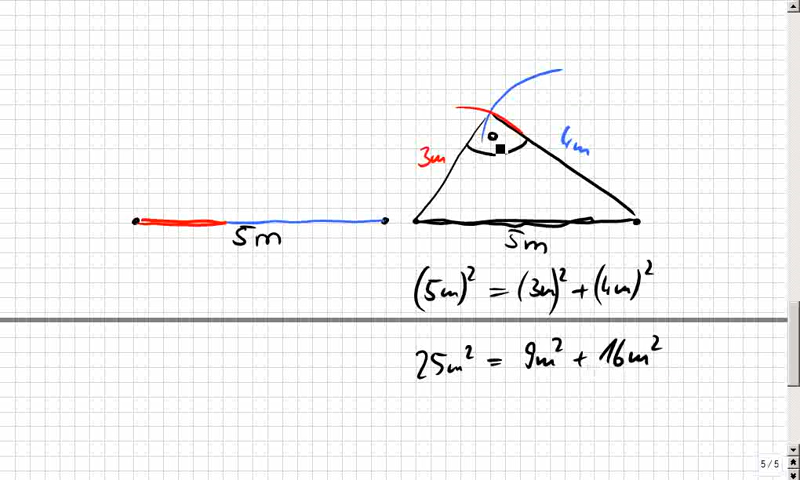 3m
4m
5m
5m
(5m)² = (3m)² + (4m)²
25m² = 9m² + 16m²
5/5